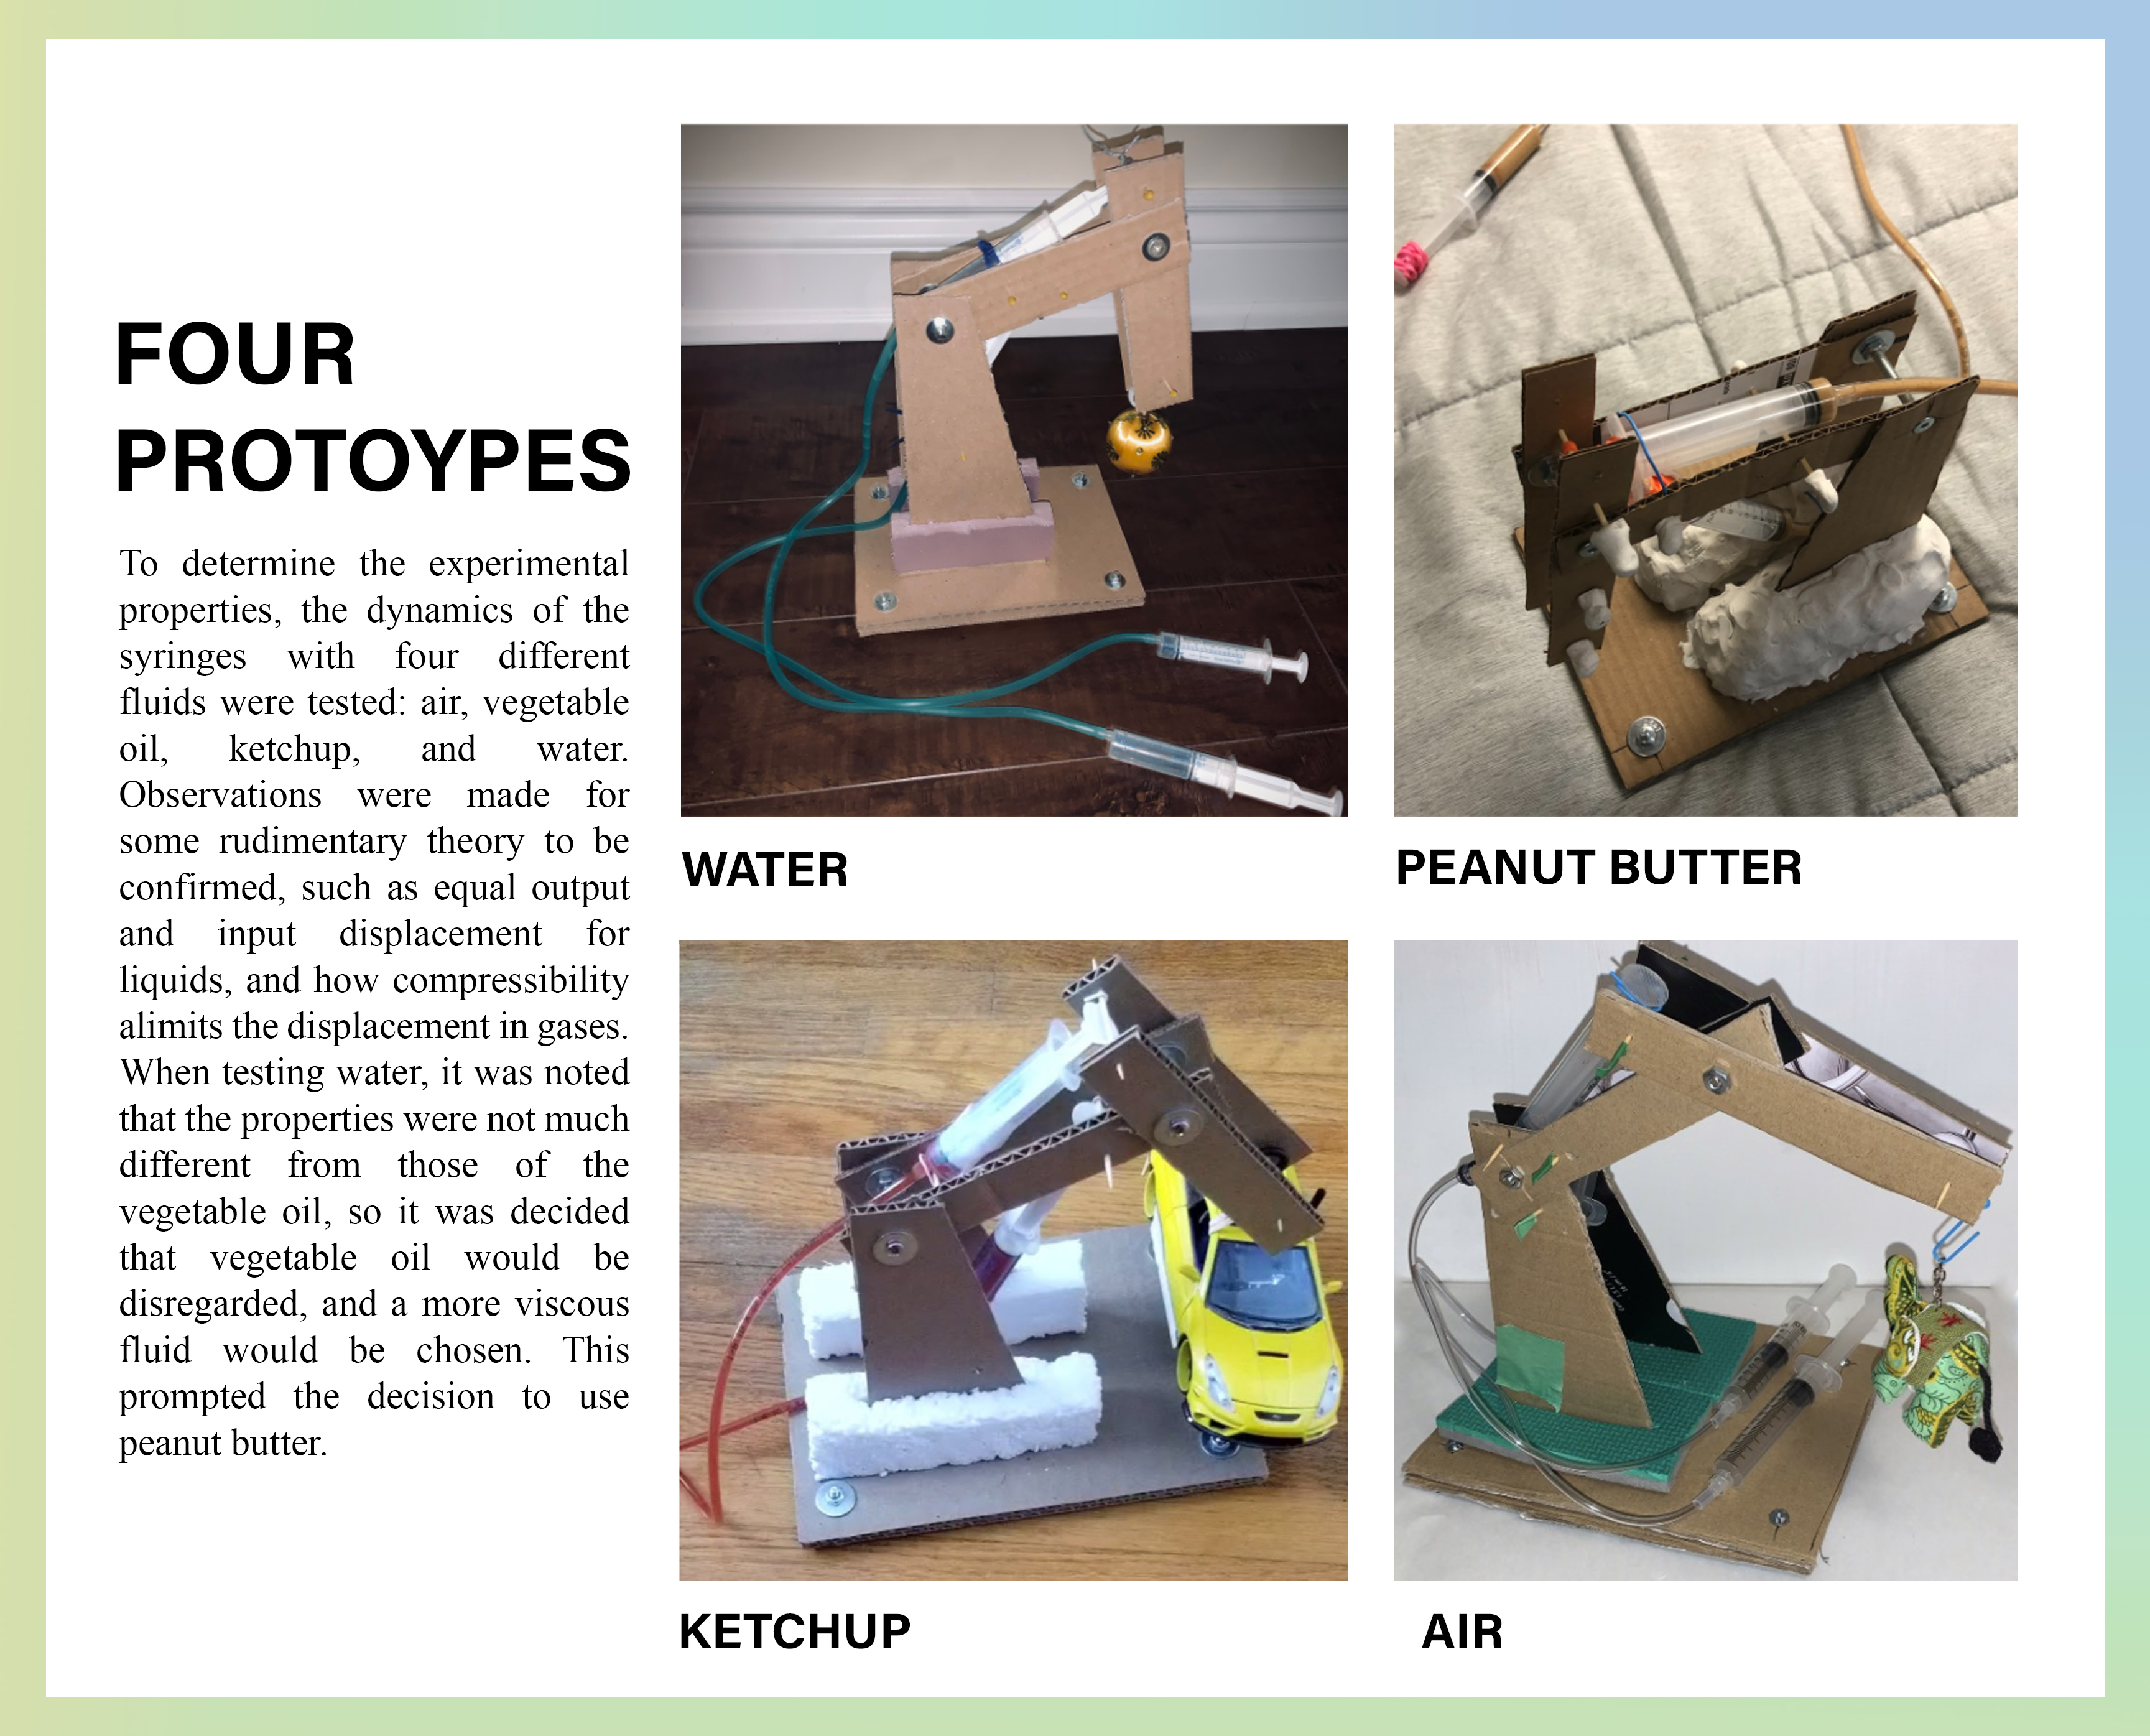 FOUR
PROTOYPES
To determine the experimental
properties, the dynamics of the
syringes with four different
fluids were tested: air, vegetable
oil, ketchup, and water.
Observations were made for
some rudimentary theory to be
confirmed, such as equal output
and input displacement for
liquids, and how compressibility
alimits the displacement in gases.
When testing water, it was noted
that the properties were not much
different from those of the
vegetable oil, so it was decided
that vegetable oil would be
disregarded, and a more viscous
fluid would be chosen. This
prompted the decision to use
peanut butter.
WATER
PEANUT BUTTER
KETCHUP
AIR